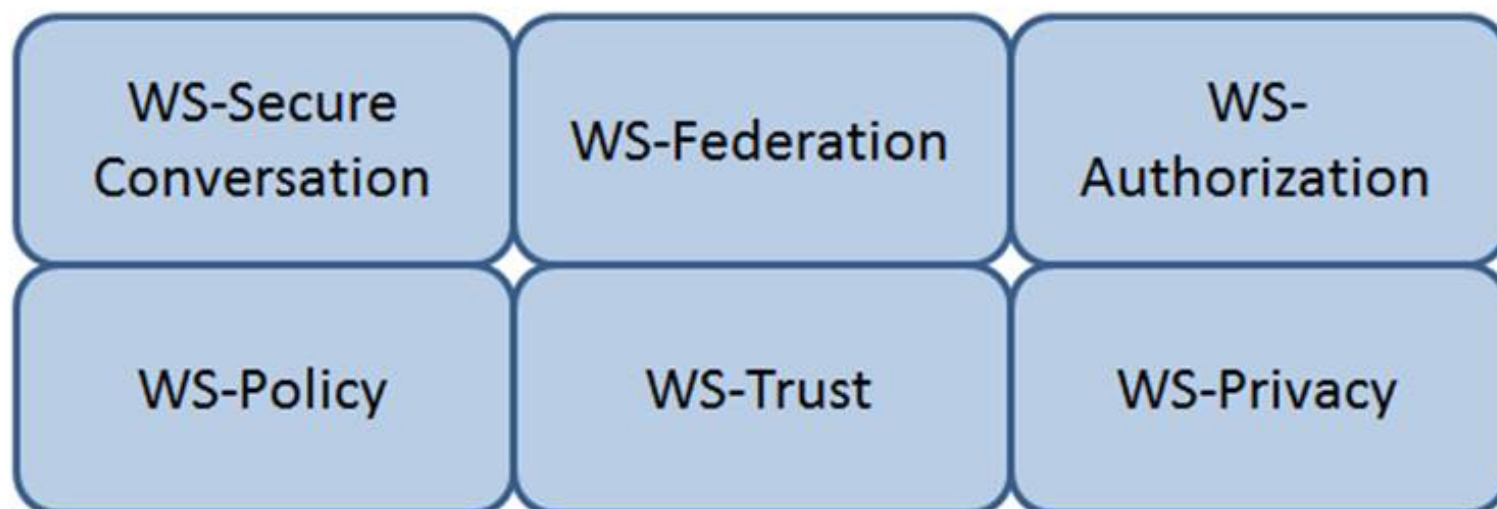 WS-Secure
Conversation
WS-Federation
WS-
Authorization
WS-Policy
WS-Trust
WS-Privacy